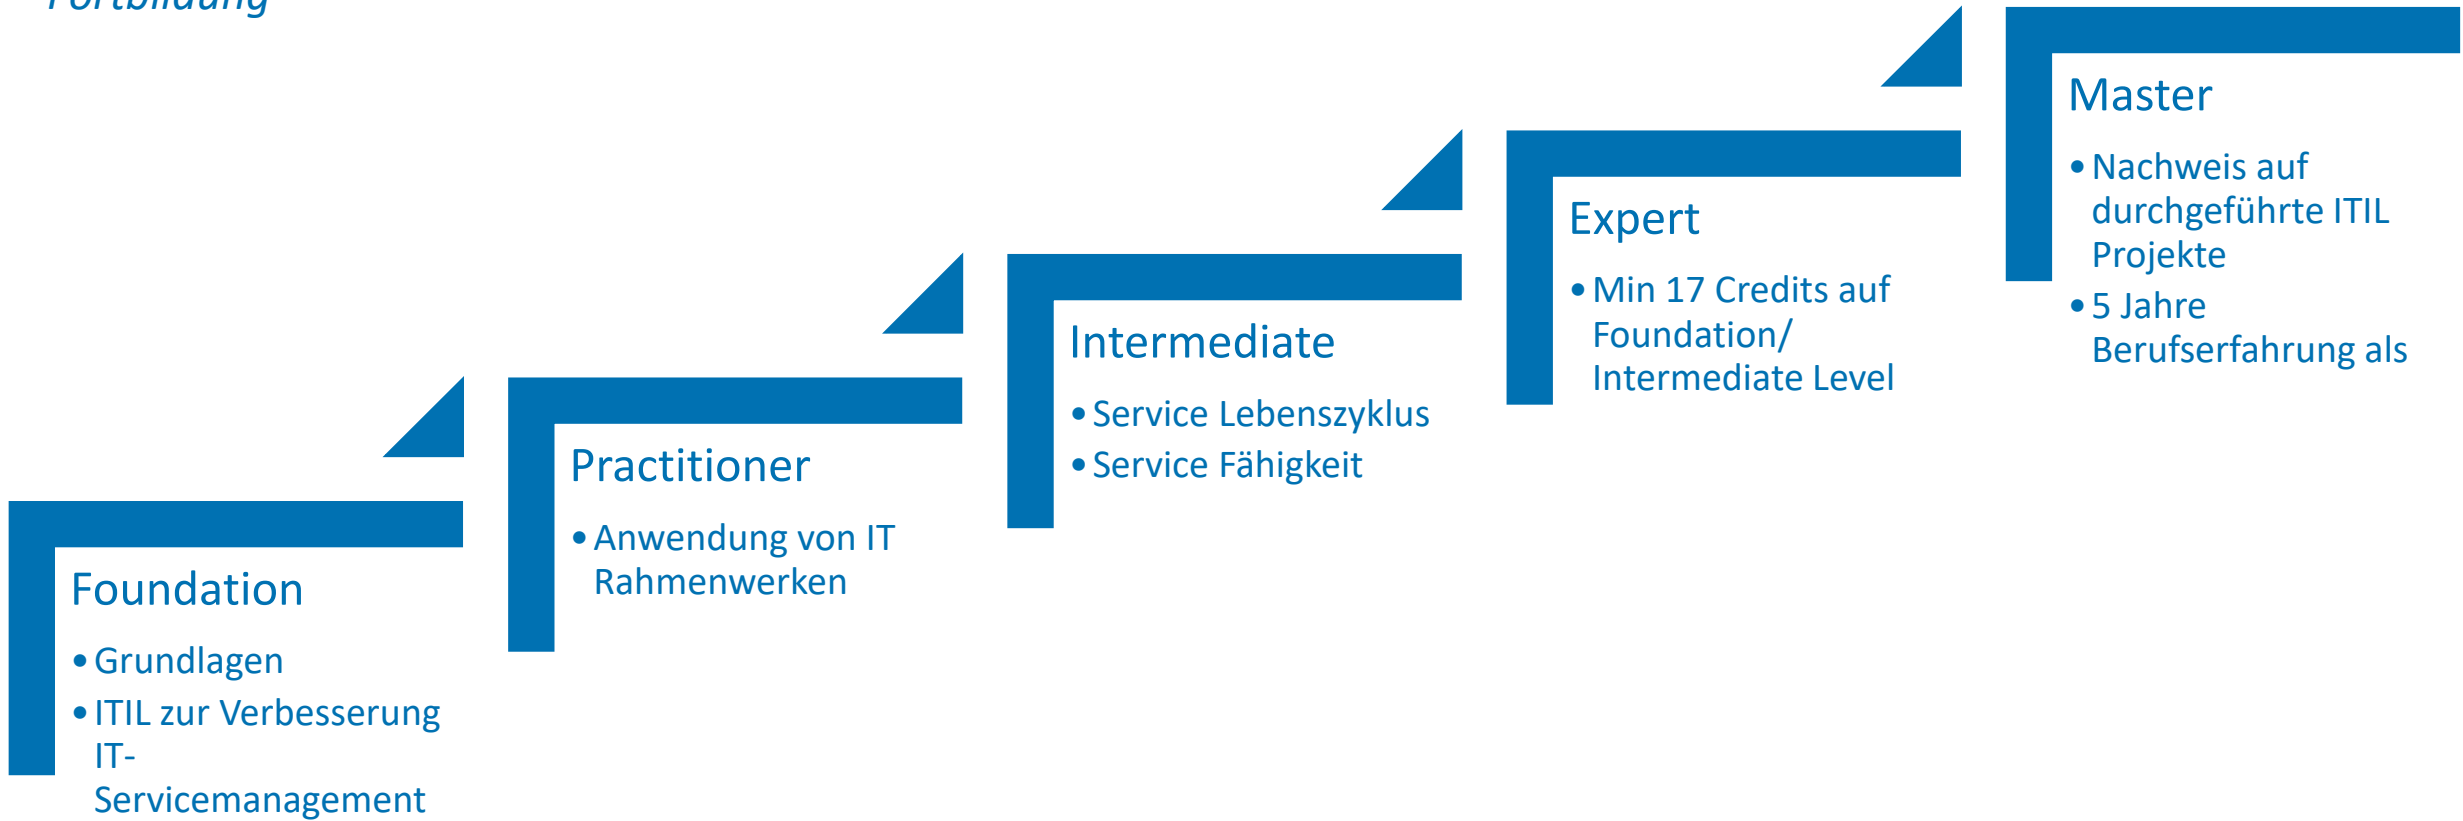 Fortbildung
Master
• Nachweis auf
durchgeführte ITIL
Projekte
• 5 Jahre
Berufserfahrung als
Expert
• Min 17 Credits auf
Foundation/
Intermediate Level
Intermediate
• Service Lebenszyklus
• Service Fähigkeit
Practitioner
• Anwendung von IT
Rahmenwerken
Foundation
• Grundlagen
• ITIL zur Verbesserung
IT-
Servicemanagement